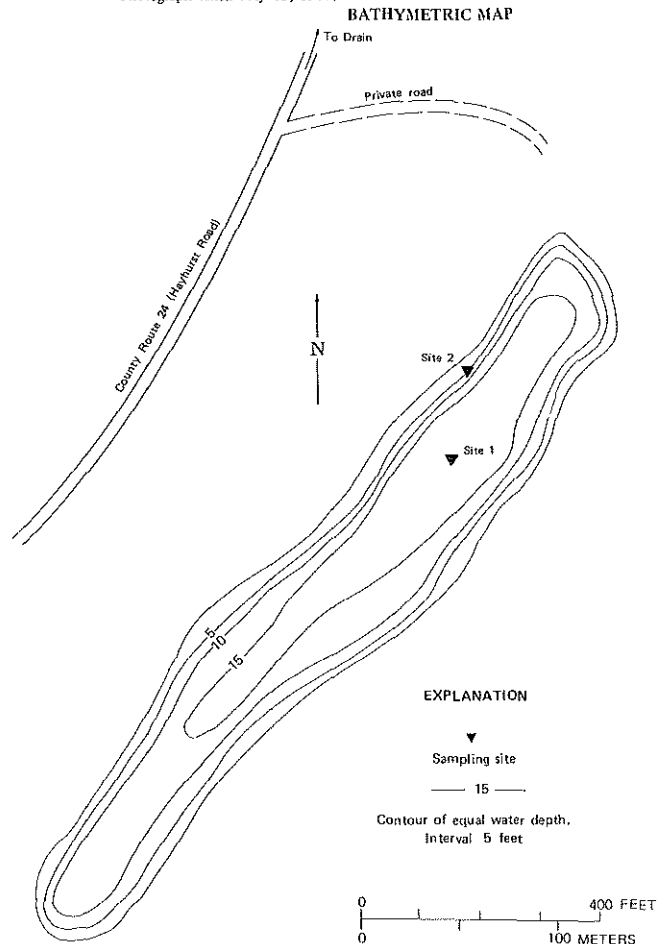 BATHYMETRIC MAP
To Drain
Private road
County Route 24 (Hayhurst Road)
N
Site 2
Site 1
5
10
15
EXPLANATION
Sampling site
15
Contour of equal water depth,
Interval 5 feet
0 400 FEET
0 100 METERS